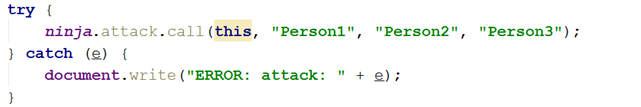 try {
    ninja.attack.call(this, "Person1", "Person2", "Person3");
} catch (e) {
    document.write("ERROR: attack: " + e);
}